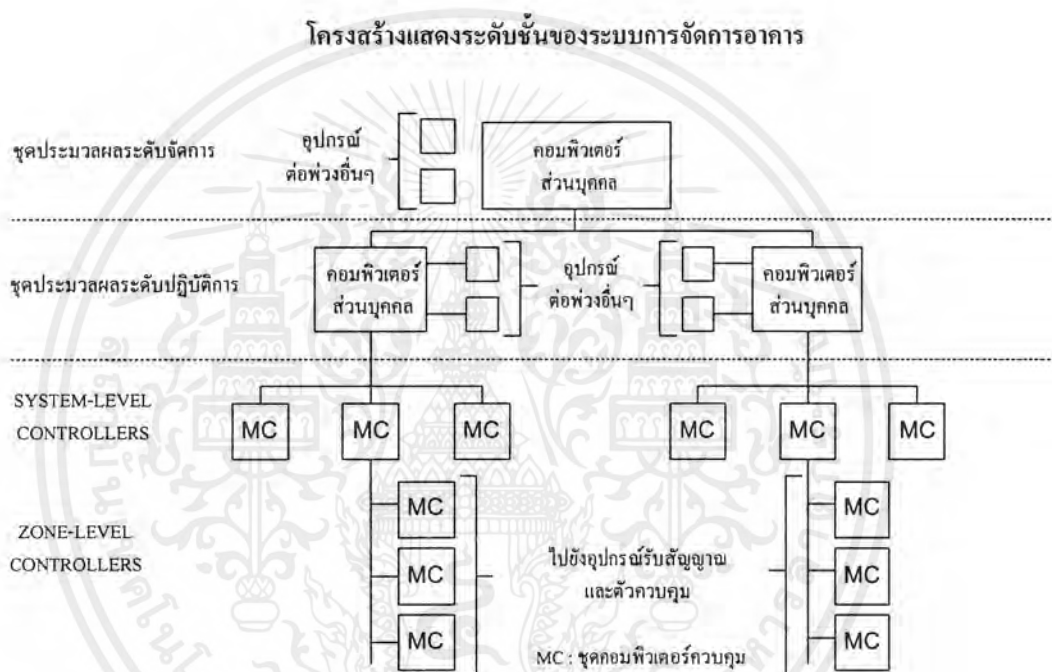 โครงสร้างแสดงระดับชั้นของระบบการจัดการอาคาร
ชุดประมวลผลระดับจัดการ
อุปกรณ์
ต่อพ่วงอื่นๆ
คอมพิวเตอร์
ส่วนบุคคล
ชุดประมวลผลระดับปฏิบัติการ
คอมพิวเตอร์
ส่วนบุคคล
อุปกรณ์
ต่อพ่วงอื่นๆ
คอมพิวเตอร์
ส่วนบุคคล
SYSTEM-LEVEL
CONTROLLERS
MC
MC
MC
MC
MC
MC
ZONE-LEVEL
CONTROLLERS
MC
MC
MC
ไปยังอุปกรณ์รับสัญญาณ
และตัวควบคุม
MC
MC
MC
MC : ชุดคอมพิวเตอร์ควบคุม